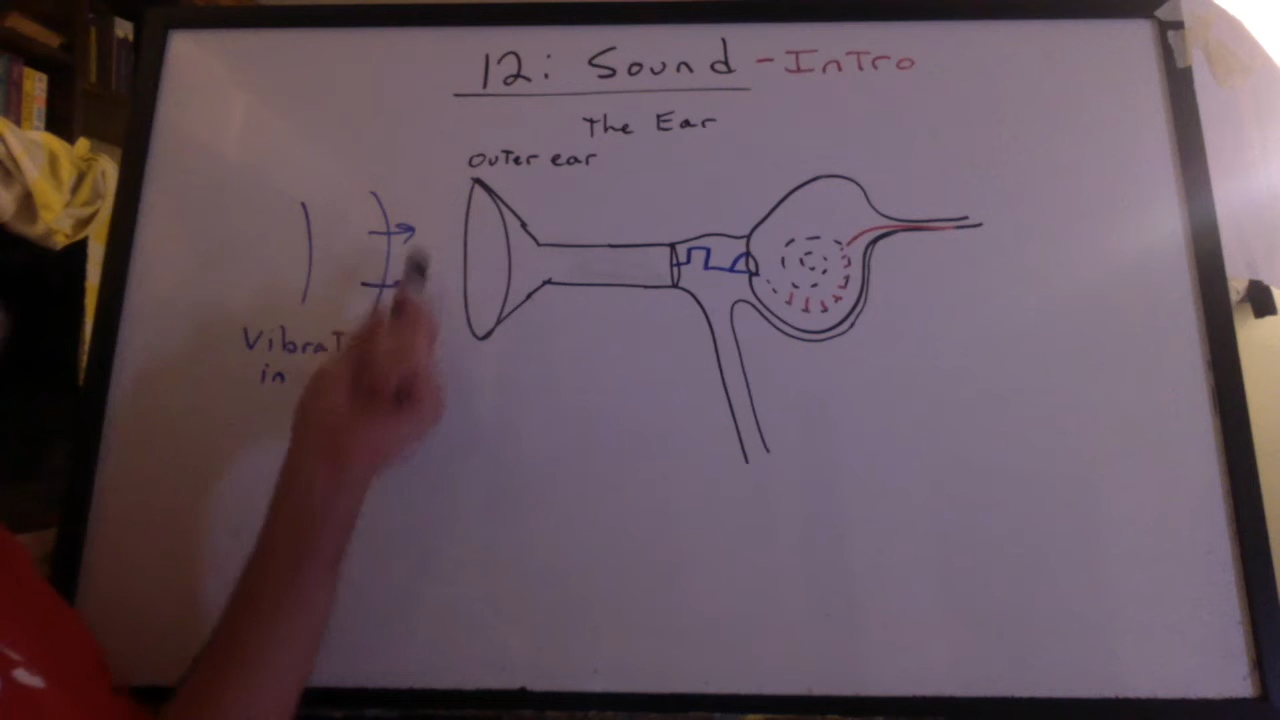 12: Sound - Intro
The Ear
outer ear
in